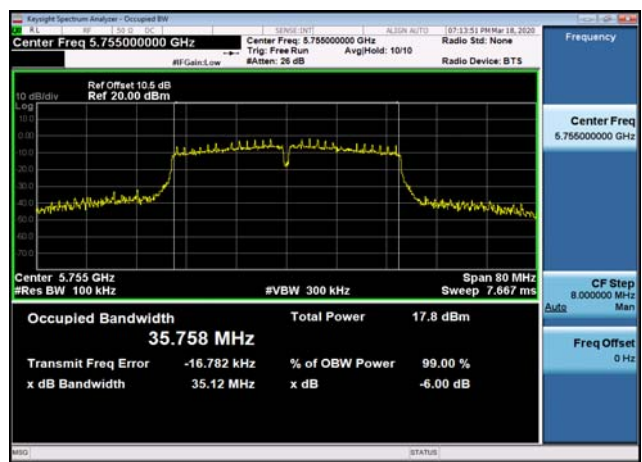 Keysight Spectrum Analyzer - Occupied BW
RL RF 50 Ω DC SENSE:INT ALIGN AUTO 07:13:51 PM Mar 18, 2020
Center Freq 5.755000000 GHz
Center Freq: 5.755000000 GHz
Radio Std: None
Trig: Free Run Avg|Hold: 10/10
#IFGain:Low #Atten: 26 dB Radio Device: BTS
Frequency
Ref Offset 10.5 dB
10 dB/div Ref 20.00 dBm
Log
10.0
0.00
-10.0
-20.0
-30.0
-40.0
-50.0
-60.0
-70.0
Center 5.755 GHz Span 80 MHz
#Res BW 100 kHz #VBW 300 kHz Sweep 7.667 ms
Occupied Bandwidth Total Power 17.8 dBm
35.758 MHz
Transmit Freq Error -16.782 kHz % of OBW Power 99.00 %
x dB Bandwidth 35.12 MHz x dB -6.00 dB
Center Freq
5.755000000 GHz
CF Step
8.000000 MHz
Auto Man
Freq Offset
0 Hz
MSG STATUS